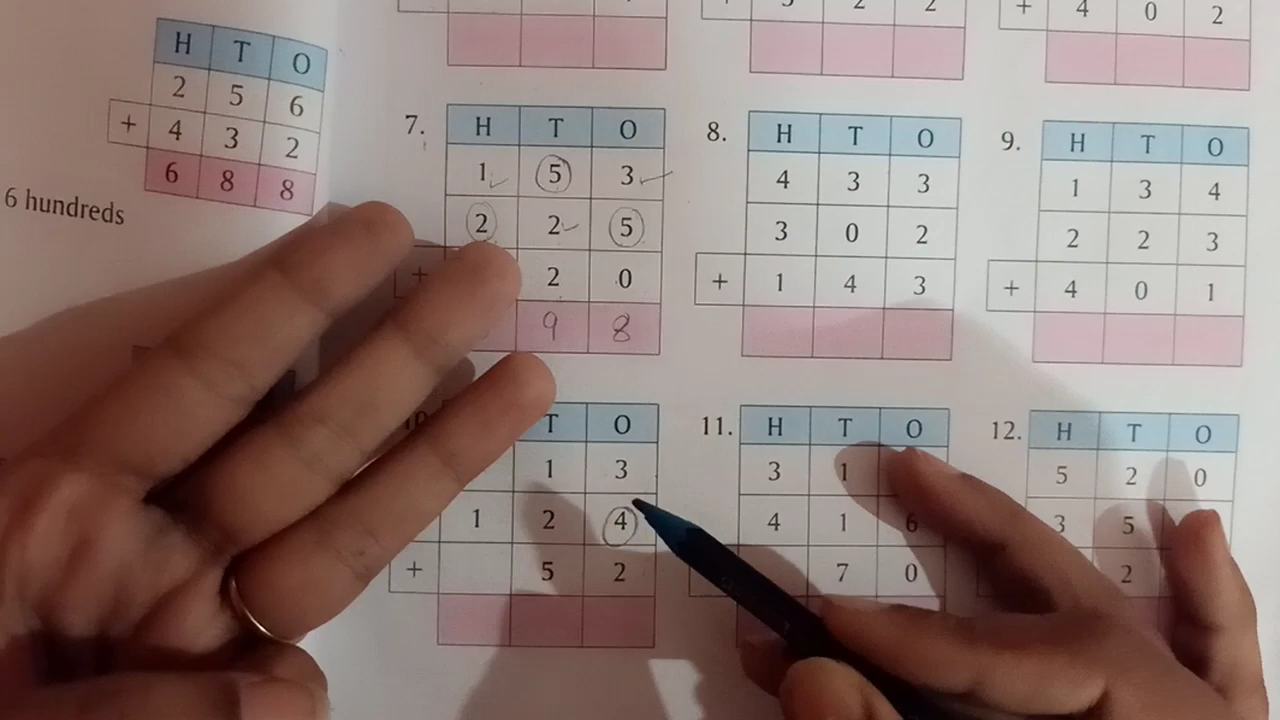 + 4 0 2
H T O
2 5 6
+ 4 3 2
6 8 8
6 hundreds
7. H T O
1 5 3
2 2 5
+ 2 0
9 8
8. H T O
4 3 3
3 0 2
+ 1 4 3
9. H T O
1 3 4
2 2 3
+ 4 0 1
T O
1 3
1 2 4
+ 5 2
11. H T O
3 1
4 1 6
7 0
12. H T O
5 2 0
3 5
2